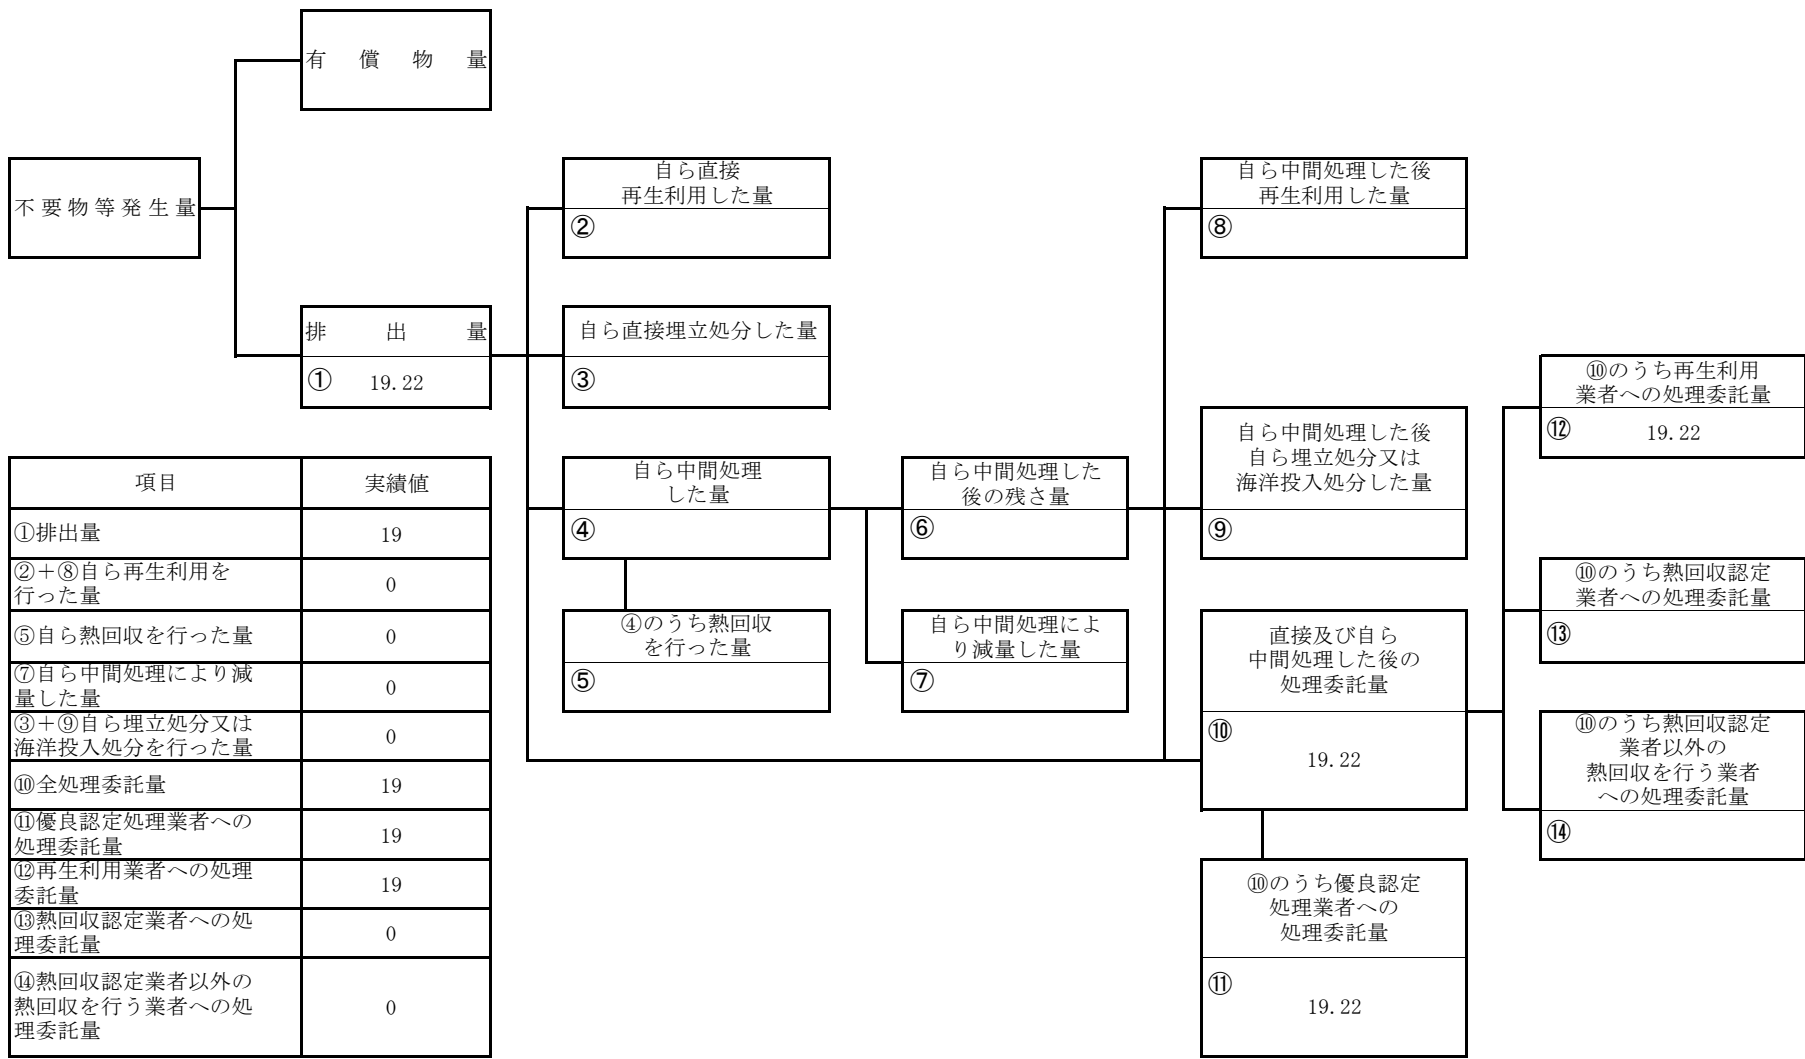 有償物量
不要物等発生量
排出量
① 19.22
自ら直接
再生利用した量
②
自ら直接埋立処分した量
③
自ら中間処理
した量
④
④のうち熱回収
を行った量
⑤
自ら中間処理した
後の残さ量
⑥
自ら中間処理によ
り減量した量
⑦
自ら中間処理した後
再生利用した量
⑧
自ら中間処理した後
自ら埋立処分又は
海洋投入処分した量
⑨
直接及び自ら
中間処理した後の
処理委託量
⑩
19.22
⑩のうち優良認定
処理業者への
処理委託量
⑪
19.22
⑩のうち再生利用
業者への処理委託量
⑫ 19.22
⑩のうち熱回収認定
業者への処理委託量
⑬
⑩のうち熱回収認定
業者以外の
熱回収を行う業者
への処理委託量
⑭
項目 実績値
①排出量 19
②＋⑧自ら再生利用を
行った量 0
⑤自ら熱回収を行った量 0
⑦自ら中間処理により減
量した量 0
③＋⑨自ら埋立処分又は
海洋投入処分を行った量 0
⑩全処理委託量 19
⑪優良認定処理業者への
処理委託量 19
⑫再生利用業者への処理
委託量 19
⑬熱回収認定業者への処
理委託量 0
⑭熱回収認定業者以外の
熱回収を行う業者への処
理委託量 0